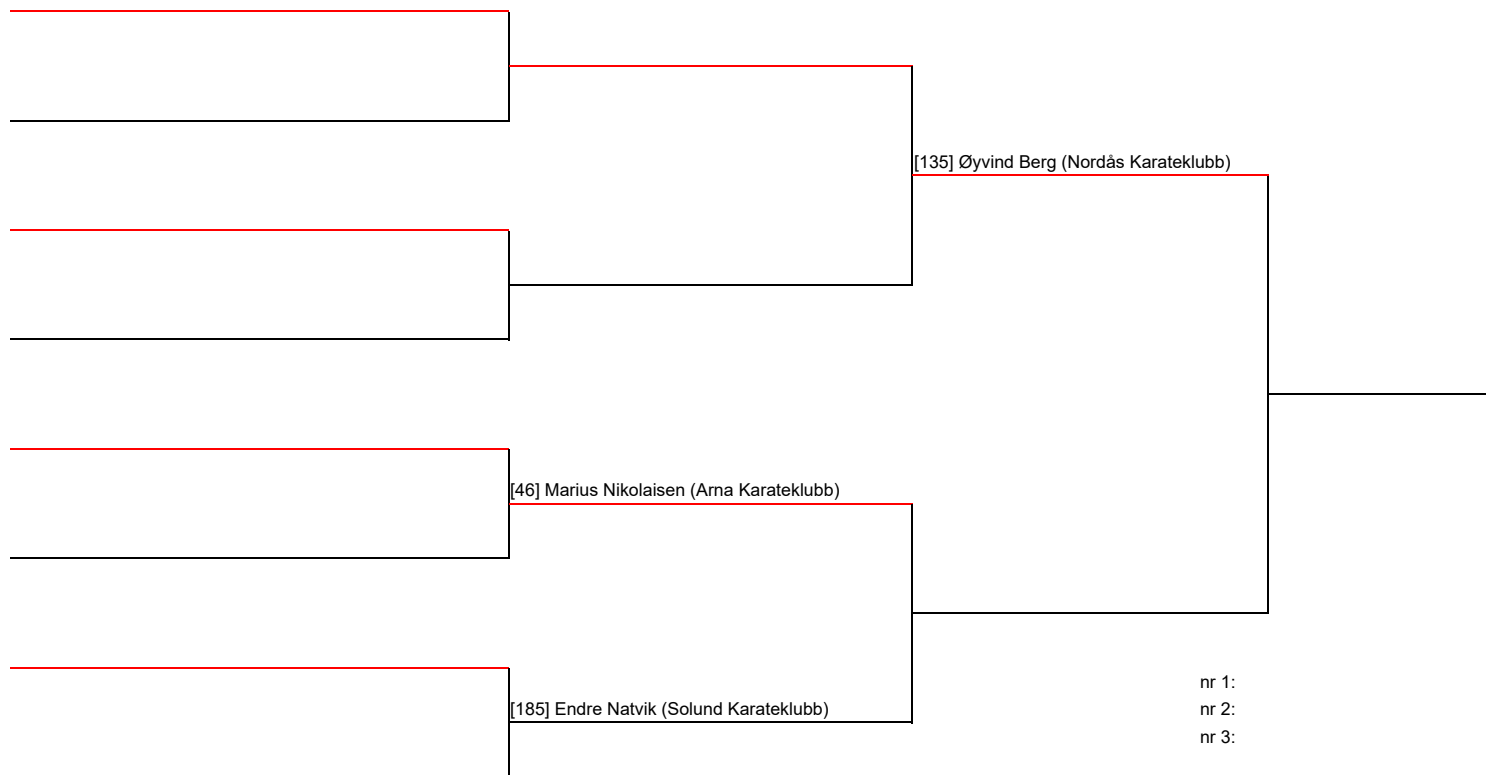 [135] Øyvind Berg (Nordås Karateklubb)
[46] Marius Nikolaisen (Arna Karateklubb)
[185] Endre Natvik (Solund Karateklubb)
nr 1:
nr 2:
nr 3: